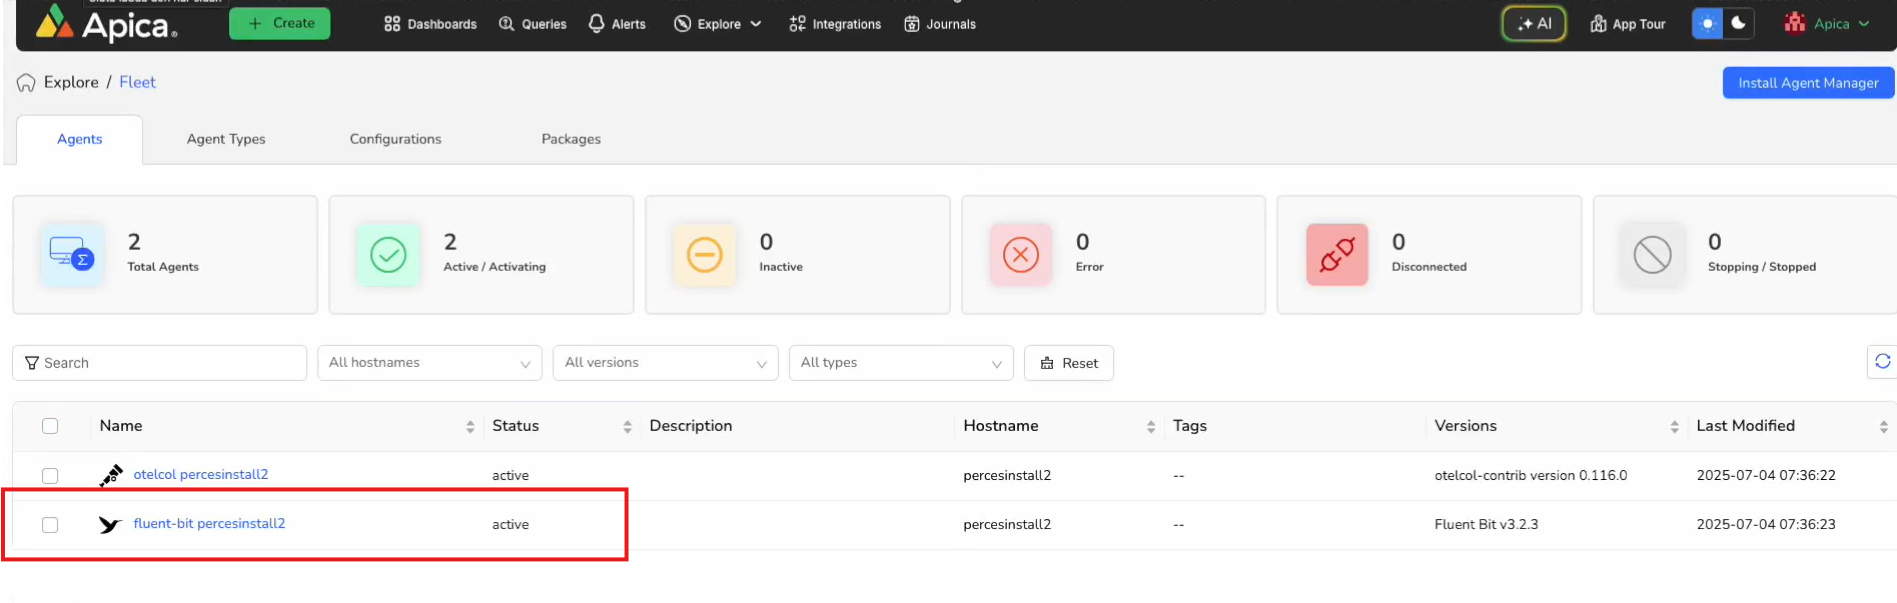 Apica
Create
Dashboards
Queries
Alerts
Explore
Integrations
Journals
AI
App Tour
Apica
Explore / Fleet
Install Agent Manager
Agents
Agent Types
Configurations
Packages
2
Total Agents
2
Active / Activating
0
Inactive
0
Error
0
Disconnected
0
Stopping / Stopped
Search
All hostnames
All versions
All types
Reset
Name Status Description Hostname Tags Versions Last Modified
otelcol percesinstall2 active percesinstall2 -- otelcol-contrib version 0.116.0 2025-07-04 07:36:22
fluent-bit percesinstall2 active percesinstall2 -- Fluent Bit v3.2.3 2025-07-04 07:36:23